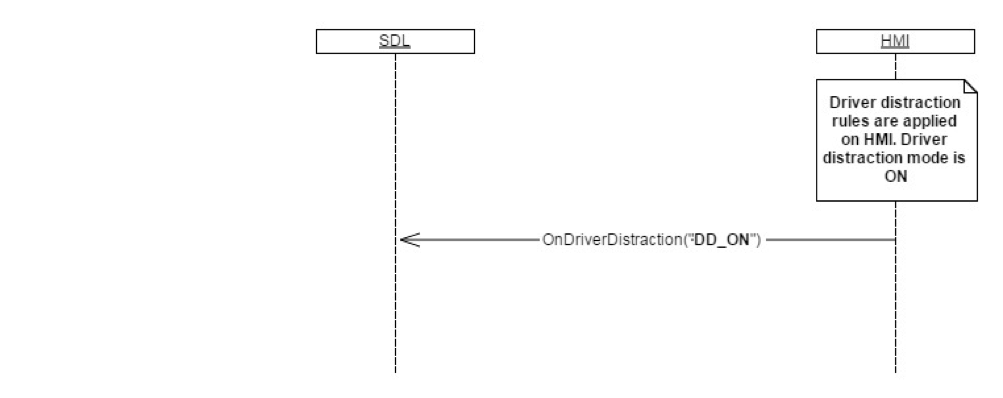 SDL
HMI
Driver distraction
rules are applied
on HMI. Driver
distraction mode is
ON
OnDriverDistraction("DD_ON")